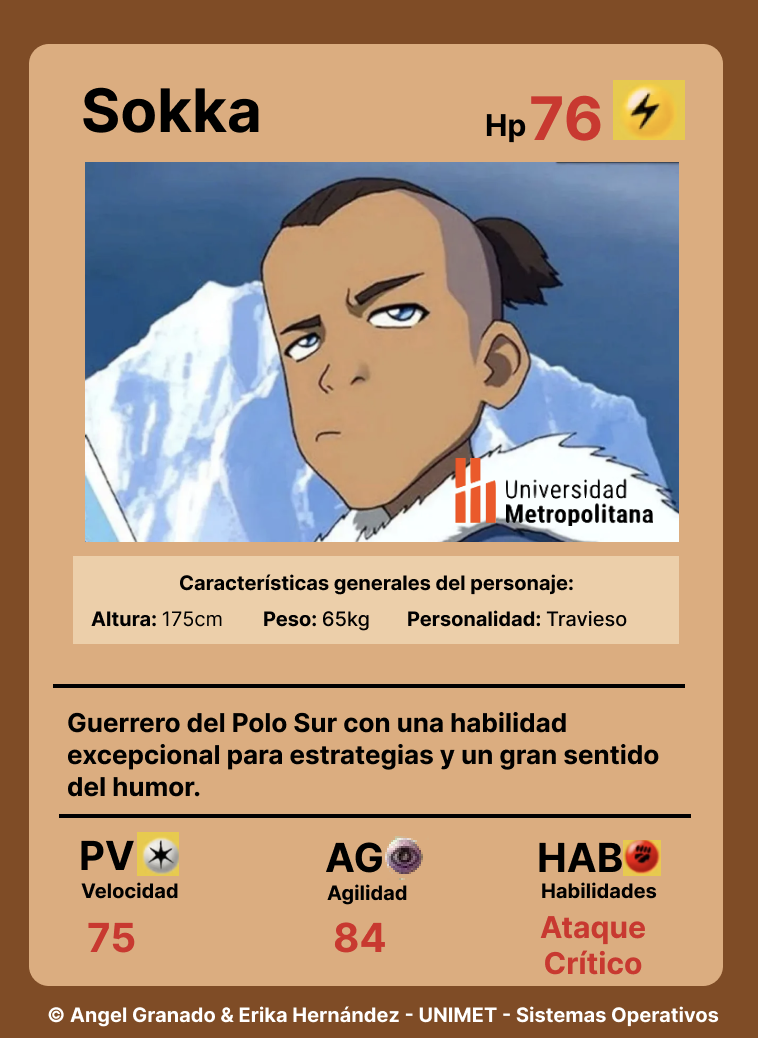 Sokka
Hp 76
Universidad
Metropolitana
Características generales del personaje:
Altura: 175cm Peso: 65kg Personalidad: Travieso
Guerrero del Polo Sur con una habilidad
excepcional para estrategias y un gran sentido
del humor.
PV AG HAB
Velocidad Agilidad Habilidades
75 84 Ataque
Crítico
© Angel Granado & Erika Hernández - UNIMET - Sistemas Operativos